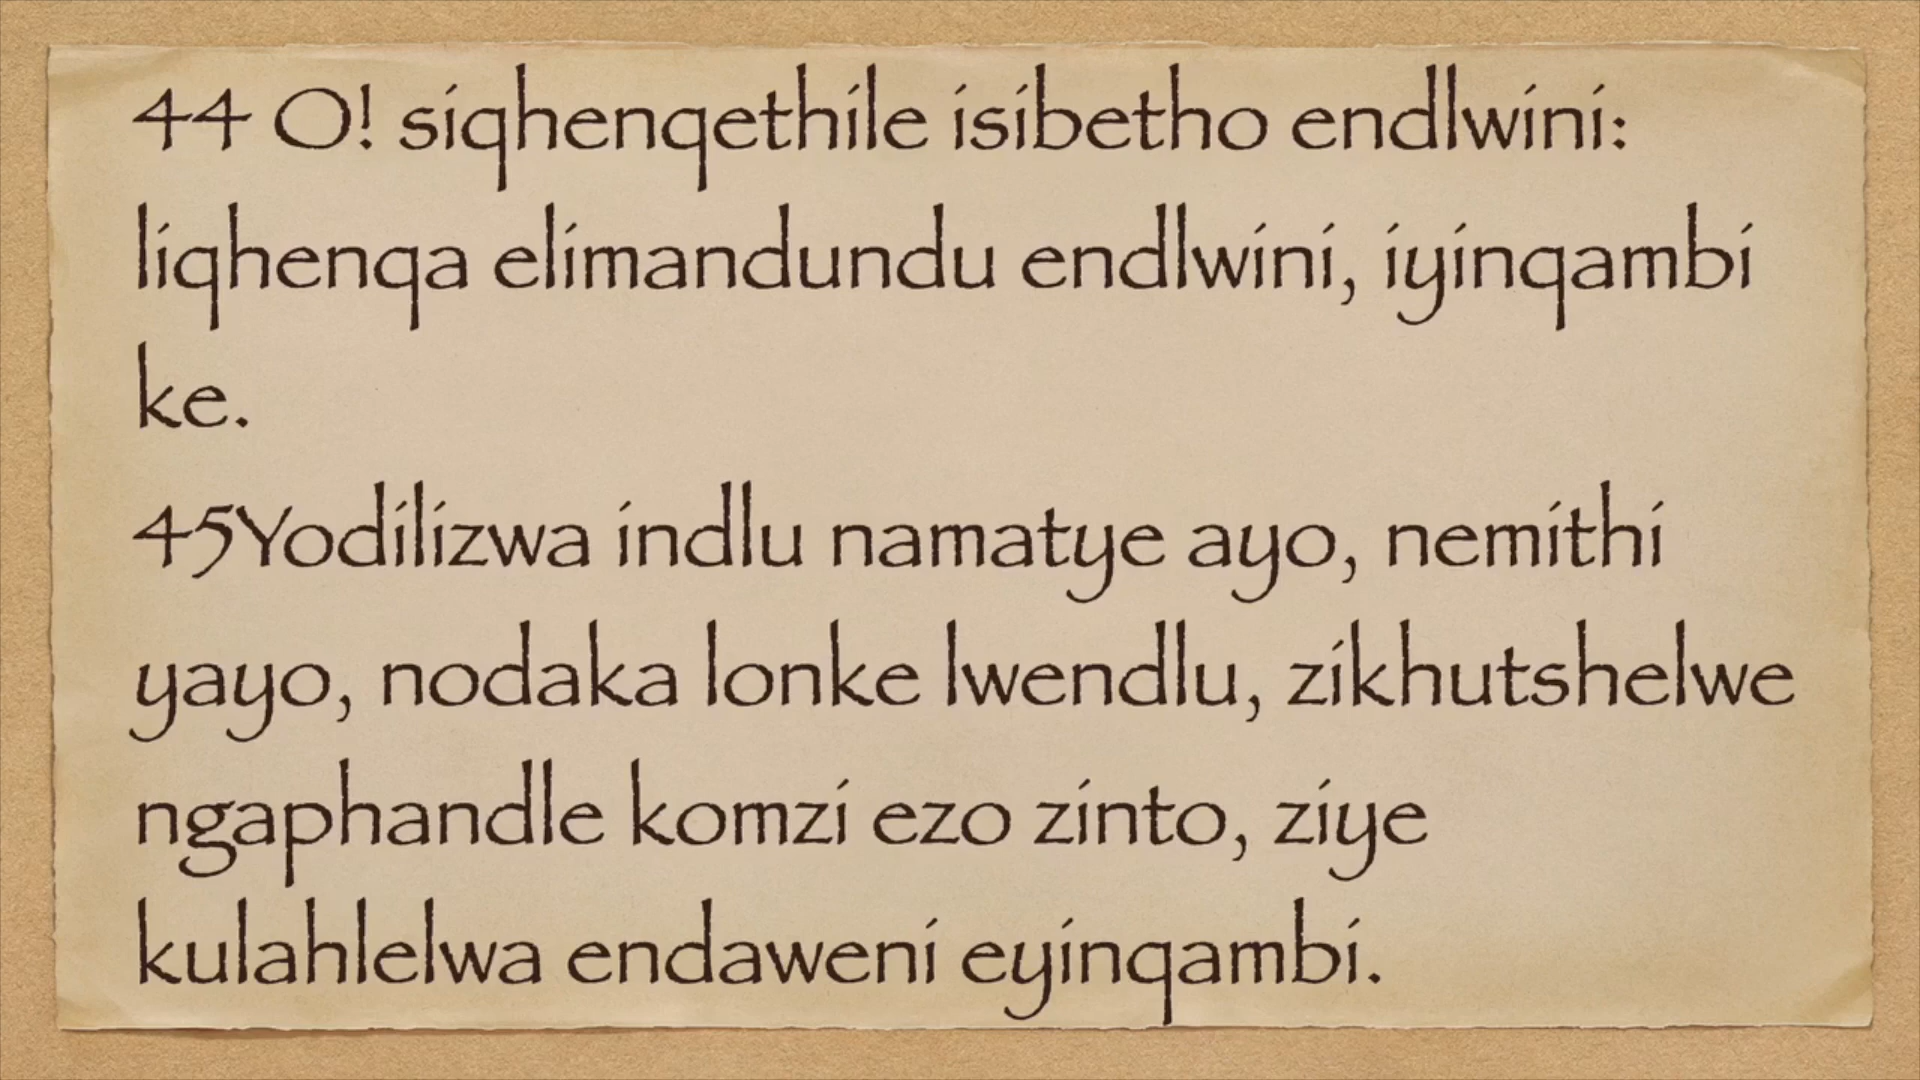 44 O! siqhenqethile isibetho endlwini:
liqhenqa elimandundu endlwini, iyinqambi
ke.
45Yodilizwa indlu namatye ayo, nemithi
yayo, nodaka lonke lwendlu, zikhutshelwe
ngaphandle komzi ezo zinto, ziye
kulahlelwa endaweni eyinqambi.